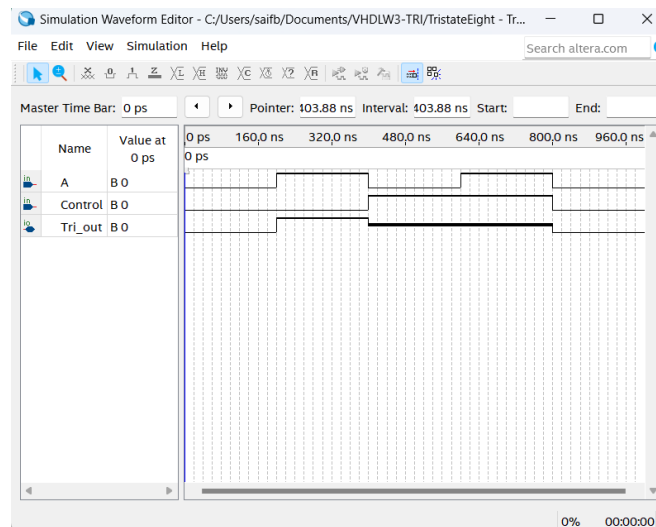 Simulation Waveform Editor - C:/Users/saifb/Documents/VHDLW3-TRI/TristateEight - Tr...
File Edit View Simulation Help
Search altera.com
Master Time Bar: 0 ps Pointer: 403.88 ns Interval: 403.88 ns Start: End:
Name Value at 0 ps
0 ps 160.0 ns 320.0 ns 480.0 ns 640.0 ns 800.0 ns 960.0 ns
0 ps
in A B 0
in Control B 0
io Tri_out B 0
0% 00:00:00